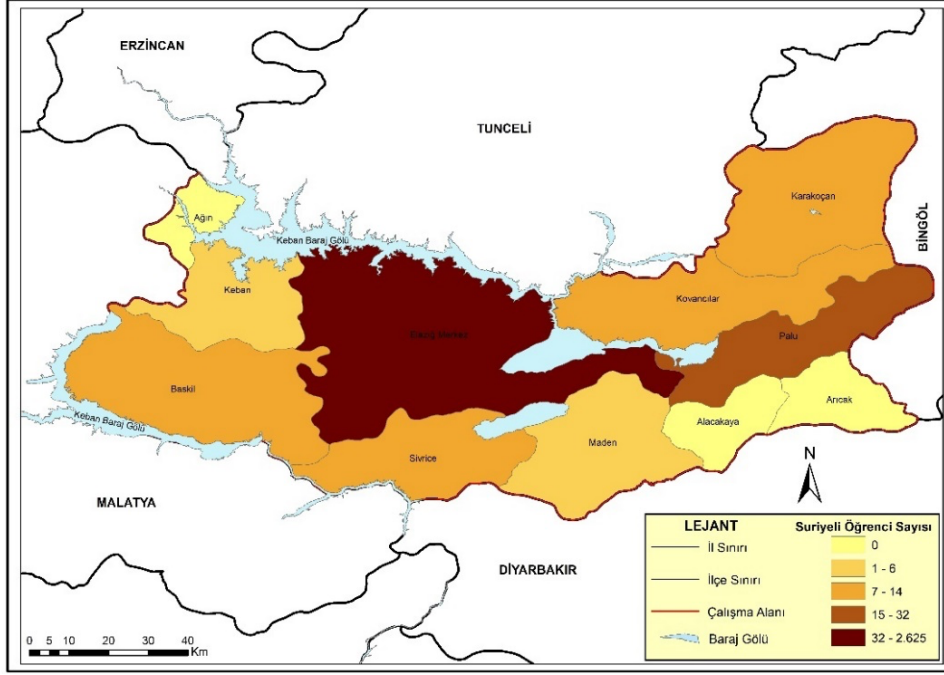 ERZİNCAN
TUNCELİ
Karakoçan
BİNGÖL
Ağın
Keban Baraj Gölü
Keban
Kovancılar
Elazığ Merkez
Palu
Baskil
Arıcak
Alacakaya
Keban Baraj Gölü
Sivrice
Maden
N
MALATYA
DİYARBAKIR
LEJANT
İl Sınırı
İlçe Sınırı
Çalışma Alanı
Baraj Gölü
Suriyeli Öğrenci Sayısı
0
1 - 6
7 - 14
15 - 32
32 - 2.625
0 5 10 20 30 40
Km